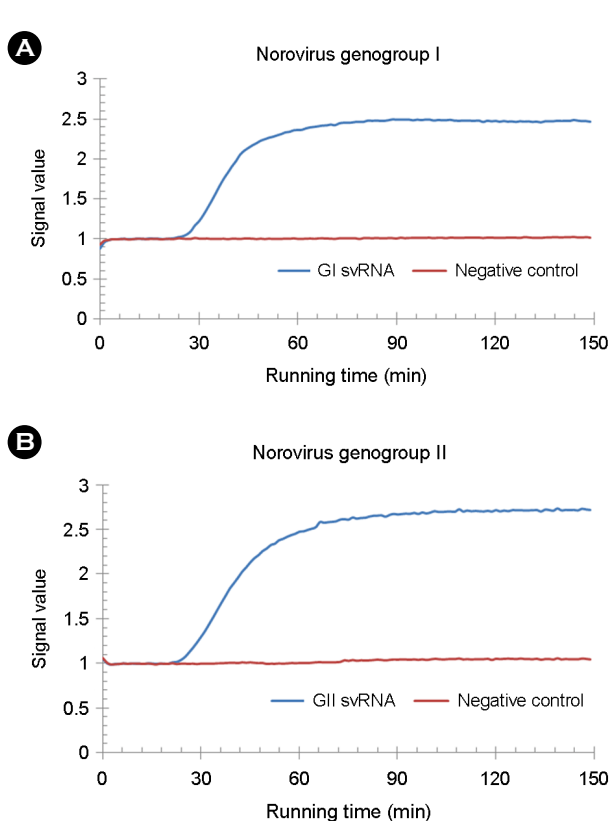 A
Norovirus genogroup I
3
2.5
2
1.5
1
0.5
0
Signal value
GI svRNA Negative control
0 30 60 90 120 150
Running time (min)
B
Norovirus genogroup II
3
2.5
2
1.5
1
0.5
0
Signal value
GII svRNA Negative control
0 30 60 90 120 150
Running time (min)